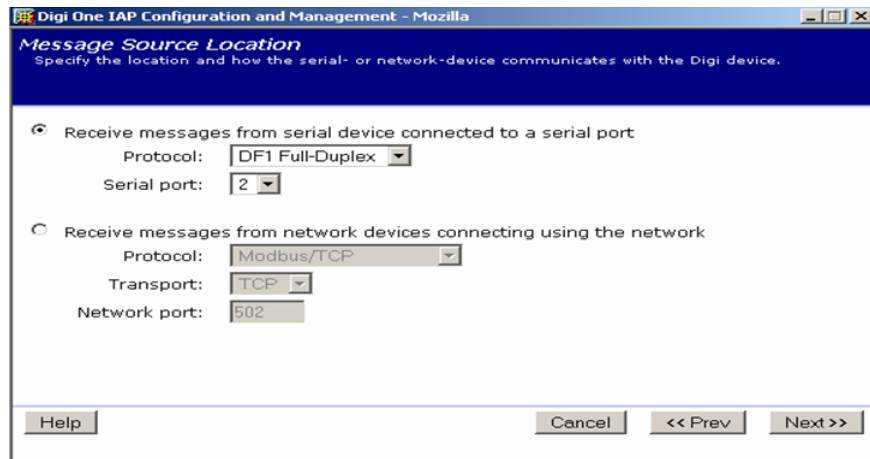 Digi One IAP Configuration and Management - Mozilla
Message Source Location
Specify the location and how the serial- or network-device communicates with the Digi device.
Receive messages from serial device connected to a serial port
Protocol: DF1 Full-Duplex
Serial port: 2
Receive messages from network devices connecting using the network
Protocol: Modbus/TCP
Transport: TCP
Network port: 502
Help Cancel << Prev Next >>